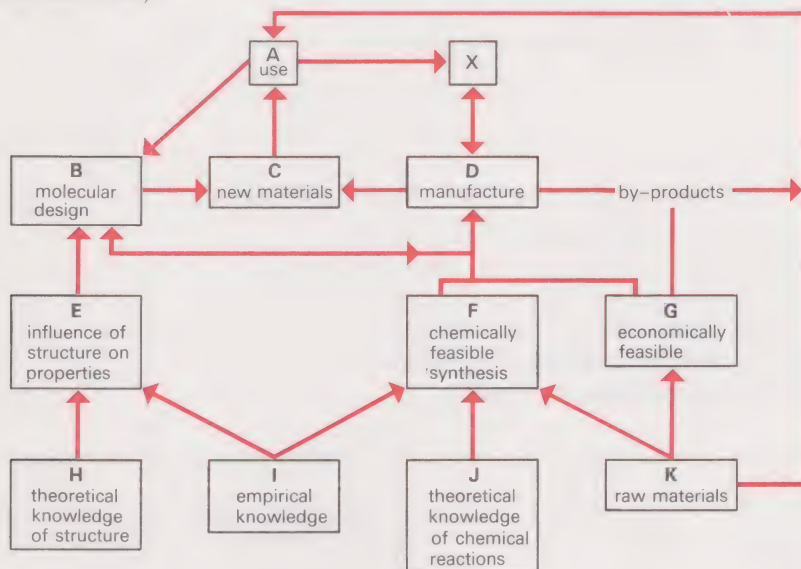 A
use
X
B
molecular
design
C
new materials
D
manufacture
by–products
E
influence of
structure on
properties
F
chemically
feasible
synthesis
G
economically
feasible
H
theoretical
knowledge
of structure
I
empirical
knowledge
J
theoretical
knowledge
of chemical
reactions
K
raw materials